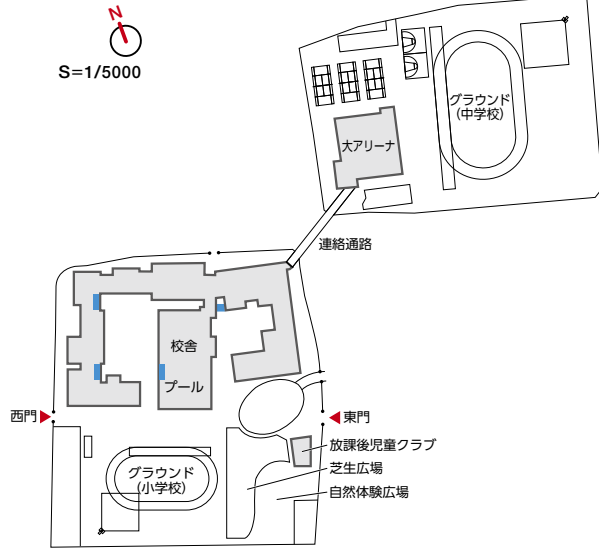 N
S=1/5000
グラウンド
(中学校)
大アリーナ
連絡通路
校舎
プール
西門
東門
放課後児童クラブ
芝生広場
自然体験広場
グラウンド
(小学校)